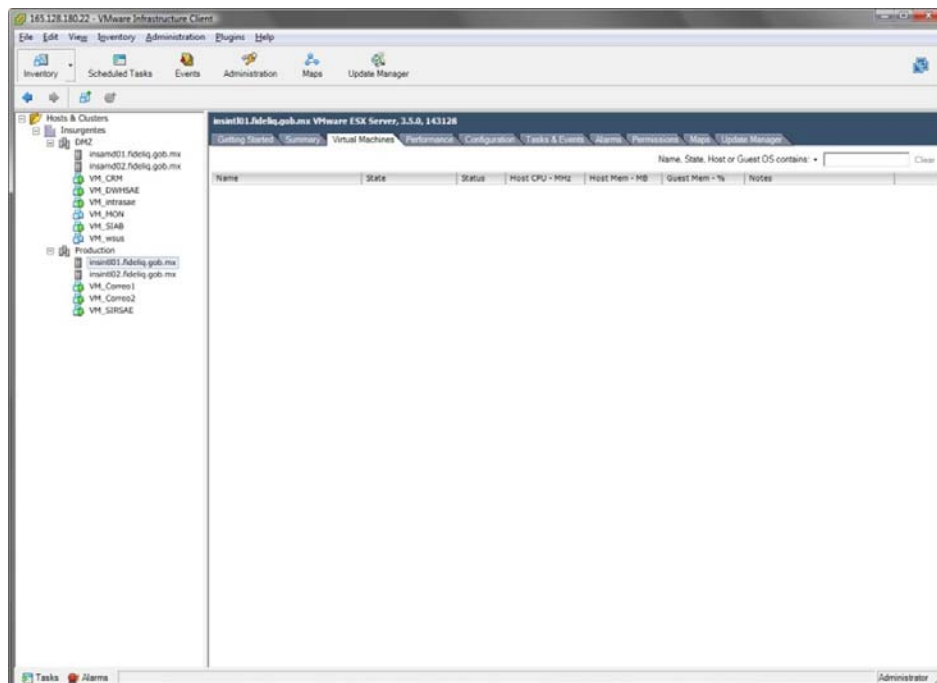 165.128.180.22 - VMware Infrastructure Client
File Edit View Inventory Administration Plugins Help
Inventory Scheduled Tasks Events Administration Maps Update Manager
Hosts & Clusters
Insurgentes
DMZ
insamd01.fideliq.gob.mx
insamd02.fideliq.gob.mx
VM_CRM
VM_DWHSAE
VM_intrasae
VM_MON
VM_SIAB
VM_wsus
Production
insintl01.fideliq.gob.mx
insintl02.fideliq.gob.mx
VM_Correo1
VM_Correo2
VM_SIRSAE
insintl01.fideliq.gob.mx VMware ESX Server, 3.5.0, 143128
Getting Started Summary Virtual Machines Performance Configuration Tasks & Events Alarms Permissions Maps Update Manager
Name, State, Host or Guest OS contains: Clear
Name State Status Host CPU - MHz Host Mem - MB Guest Mem - % Notes
Tasks Alarms Administrator